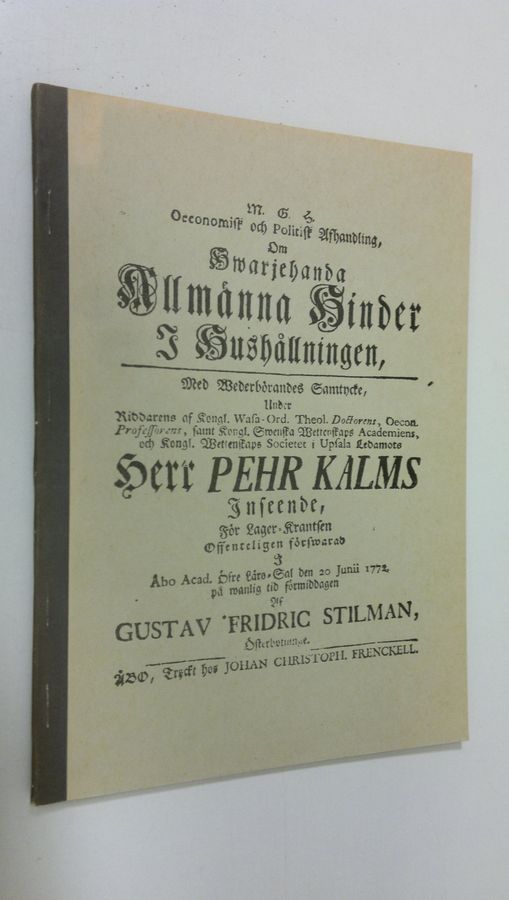 M. G. H.
Oeconomisk och Politisk Afhandling,
Om
Swarjehanda
Allmänna Hinder
I Hushållningen,
Med Wederbörandes Samtycke,
Under
Riddarens af Kongl. Wasa-Ord. Theol. Doctorens, Oecon.
Professorens, samt Kongl. Swenska Wettenskaps Academiens,
och Kongl. Wettenskaps Societet i Upsala Ledamots
Herr PEHR KALMS
Inseende,
För Lager-Krantsen
Offenteligen förswarad
I
Åbo Acad. Öfre Läro-Sal den 20 Junii 1772.
på wanlig tid förmiddagen
Af
GUSTAV FRIDRIC STILMAN,
Österbotninge.
ÅBO, Tryckt hos JOHAN CHRISTOPH. FRENCKELL.